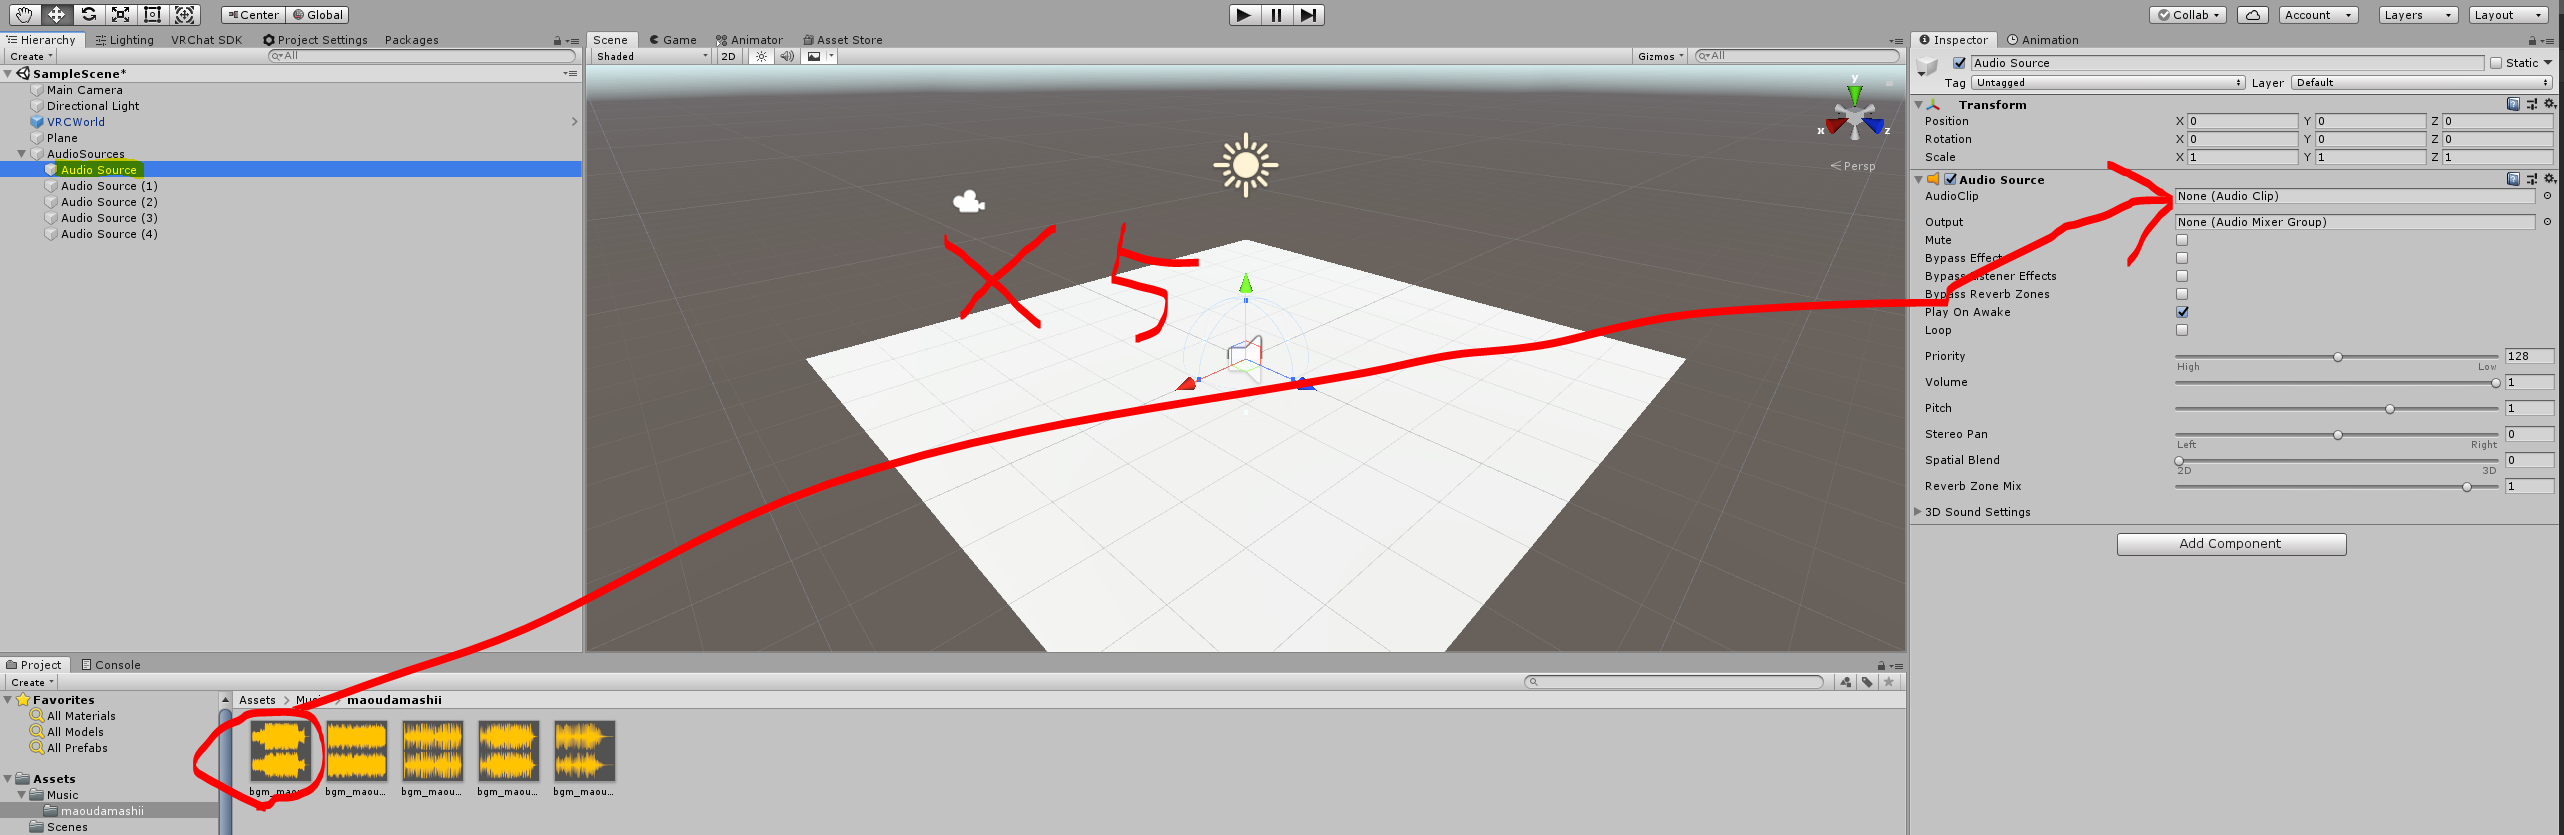 Center Global
Collab Account Layers Layout
Hierarchy Lighting VRChat SDK Project Settings Packages
Create All
SampleScene*
Main Camera
Directional Light
VRCWorld
Plane
AudioSources
Audio Source
Audio Source (1)
Audio Source (2)
Audio Source (3)
Audio Source (4)
Scene Game Animator Asset Store
Shaded 2D Gizmos All
y
x z
Persp
×5
Inspector Animation
Audio Source Static
Tag Untagged Layer Default
Transform
Position X 0 Y 0 Z 0
Rotation X 0 Y 0 Z 0
Scale X 1 Y 1 Z 1
Audio Source
AudioClip None (Audio Clip)
Output None (Audio Mixer Group)
Mute
Bypass Effects
Bypass Listener Effects
Bypass Reverb Zones
Play On Awake
Loop
Priority 128
High Low
Volume 1
Pitch 1
Stereo Pan 0
Left Right
Spatial Blend 0
2D 3D
Reverb Zone Mix 1
3D Sound Settings
Add Component
Project Console
Create
Favorites
All Materials
All Models
All Prefabs
Assets
Music
maoudamashii
Scenes
Assets > Music > maoudamashii
bgm_maou... bgm_maou... bgm_maou... bgm_maou... bgm_maou...